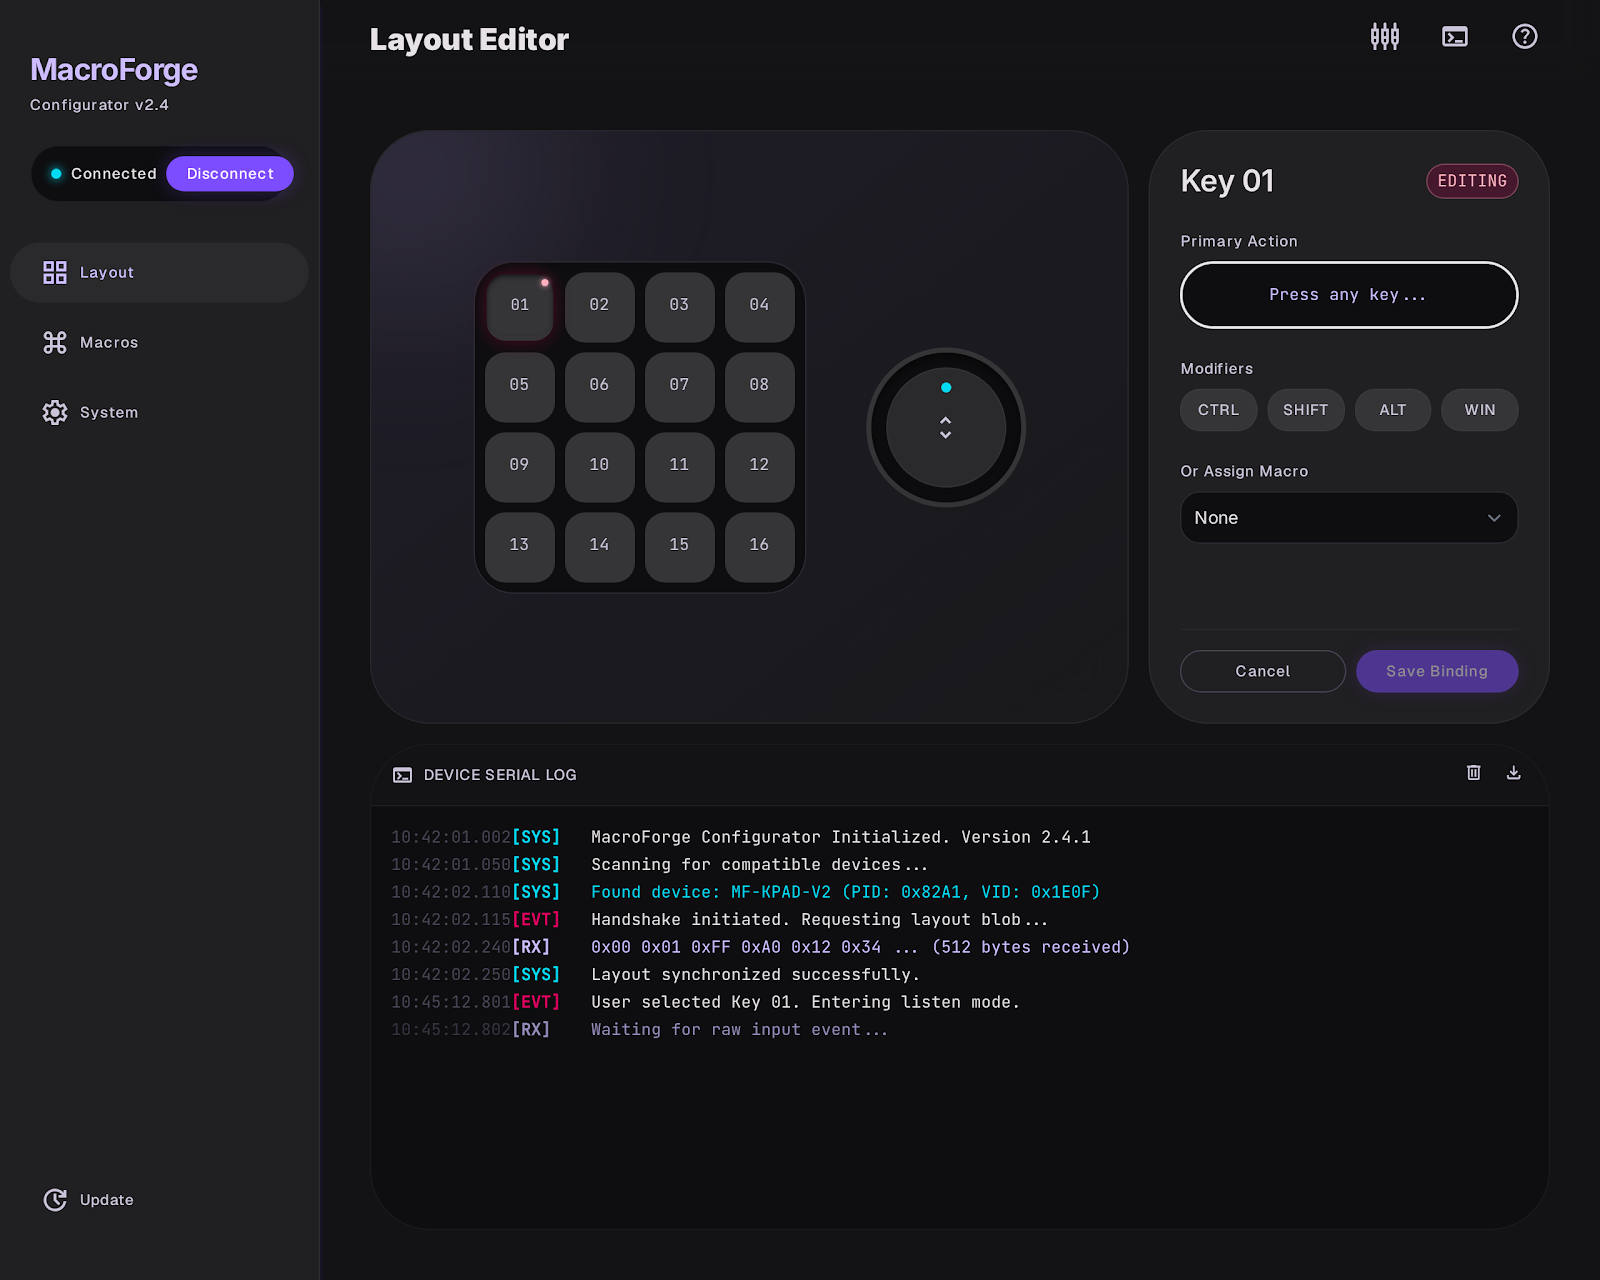 MacroForge
Configurator v2.4
Connected
Disconnect
Layout
Macros
System
Update
Layout Editor
01 02 03 04
05 06 07 08
09 10 11 12
13 14 15 16
Key 01
EDITING
Primary Action
Press any key...
Modifiers
CTRL SHIFT ALT WIN
Or Assign Macro
None
Cancel
Save Binding
DEVICE SERIAL LOG
10:42:01.002[SYS] MacroForge Configurator Initialized. Version 2.4.1
10:42:01.050[SYS] Scanning for compatible devices...
10:42:02.110[SYS] Found device: MF-KPAD-V2 (PID: 0x82A1, VID: 0x1E0F)
10:42:02.115[EVT] Handshake initiated. Requesting layout blob...
10:42:02.240[RX] 0x00 0x01 0xFF 0xA0 0x12 0x34 ... (512 bytes received)
10:42:02.250[SYS] Layout synchronized successfully.
10:45:12.801[EVT] User selected Key 01. Entering listen mode.
10:45:12.802[RX] Waiting for raw input event...